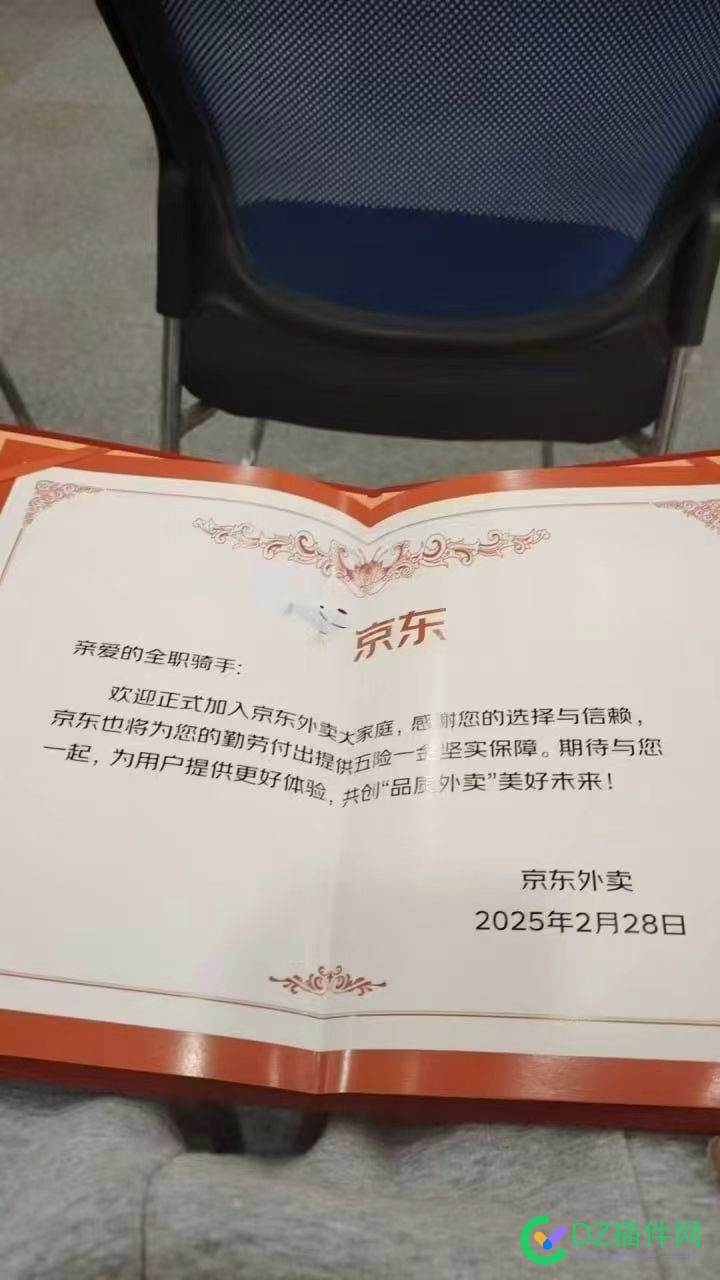 京东
亲爱的全职骑手:
欢迎正式加入京东外卖大家庭，感谢您的选择与信赖，
京东也将为您的勤劳付出提供五险一金坚实保障。期待与您
一起，为用户提供更好体验，共创“品质外卖”美好未来！
京东外卖
2025年2月28日
DZ插件网